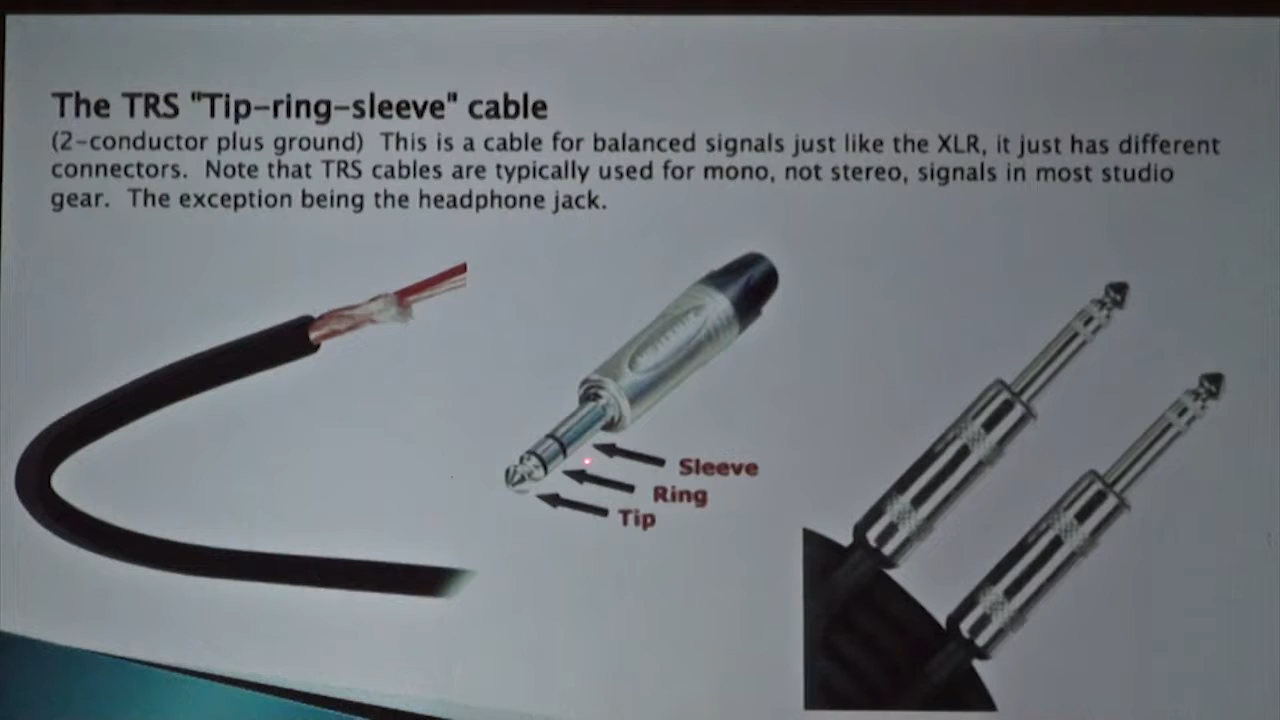 The TRS "Tip-ring-sleeve" cable
(2-conductor plus ground)  This is a cable for balanced signals just like the XLR, it just has different
connectors.  Note that TRS cables are typically used for mono, not stereo, signals in most studio
gear.  The exception being the headphone jack.
Sleeve
Ring
Tip